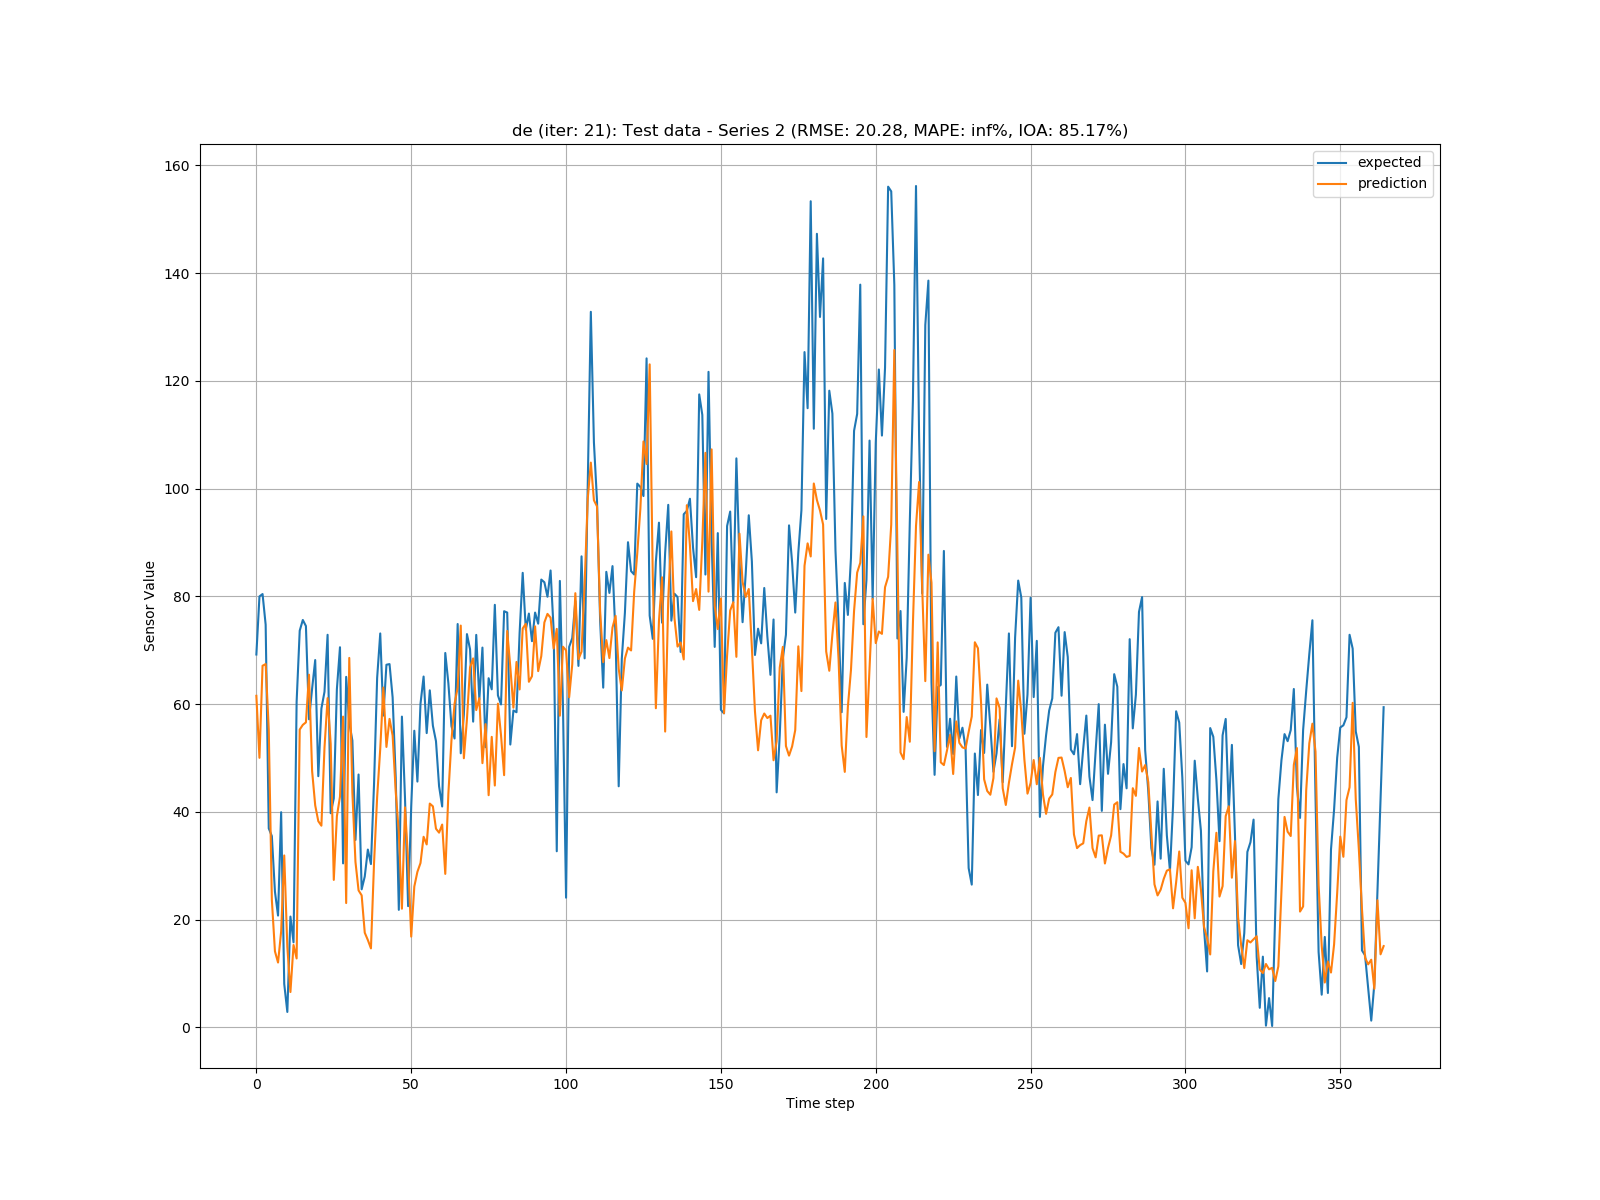 de (iter: 21): Test data - Series 2 (RMSE: 20.28, MAPE: inf%, IOA: 85.17%)
expected
prediction
160
140
120
100
80
60
40
20
0
Sensor Value
0 50 100 150 200 250 300 350
Time step